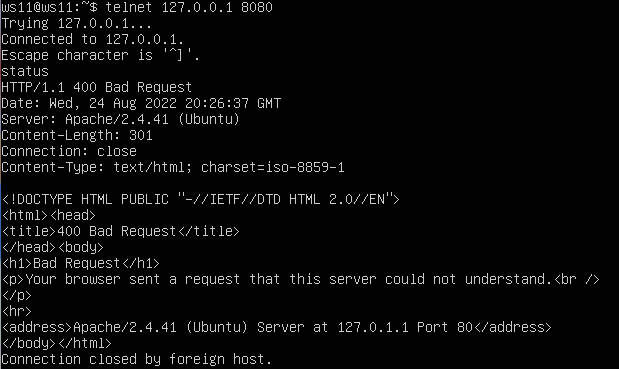 ws11@ws11:~$ telnet 127.0.0.1 8080
Trying 127.0.0.1...
Connected to 127.0.0.1.
Escape character is '^]'.
status
HTTP/1.1 400 Bad Request
Date: Wed, 24 Aug 2022 20:26:37 GMT
Server: Apache/2.4.41 (Ubuntu)
Content-Length: 301
Connection: close
Content-Type: text/html; charset=iso-8859-1

<!DOCTYPE HTML PUBLIC "-//IETF//DTD HTML 2.0//EN">
<html><head>
<title>400 Bad Request</title>
</head><body>
<h1>Bad Request</h1>
<p>Your browser sent a request that this server could not understand.<br />
</p>
<hr>
<address>Apache/2.4.41 (Ubuntu) Server at 127.0.1.1 Port 80</address>
</body></html>
Connection closed by foreign host.